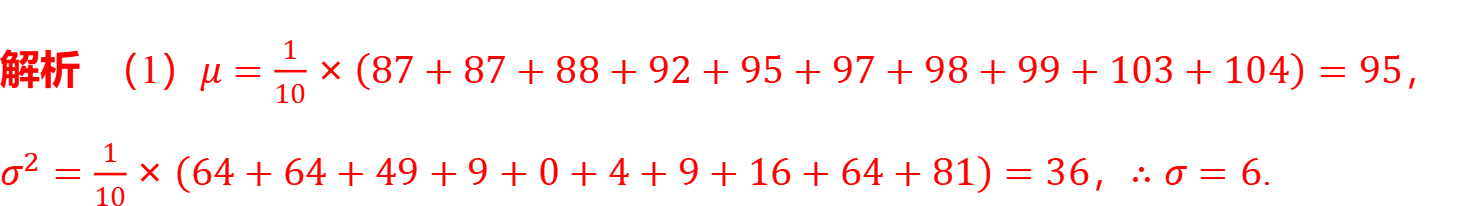 解析 （1）μ = 1/10 × (87 + 87 + 88 + 92 + 95 + 97 + 98 + 99 + 103 + 104) = 95，
σ² = 1/10 × (64 + 64 + 49 + 9 + 0 + 4 + 9 + 16 + 64 + 81) = 36，∴ σ = 6.